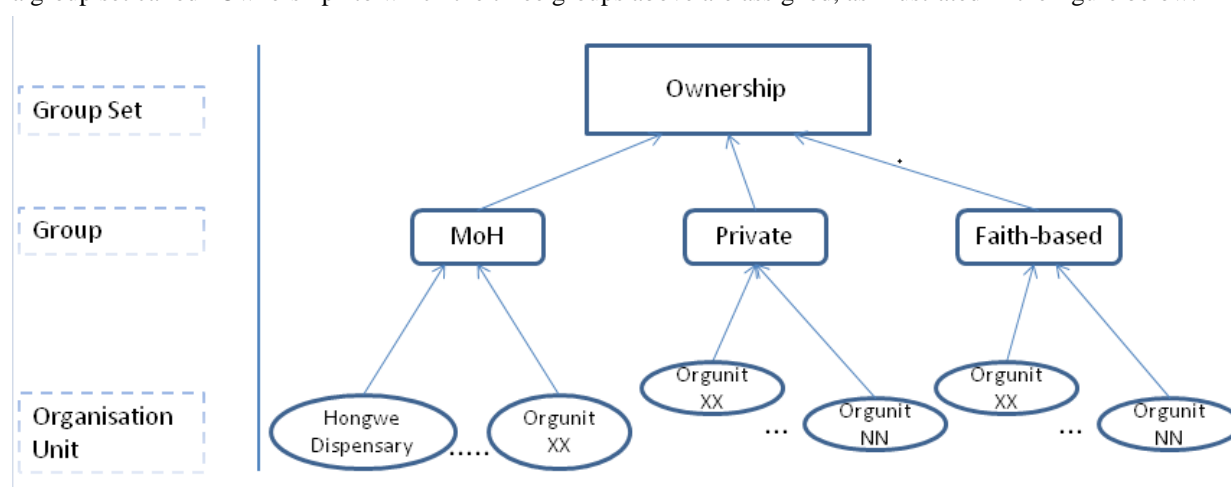 Ownership
Group Set
Group
MoH
Private
Faith-based
Orgunit
XX
Orgunit
XX
Orgunit
NN
Orgunit
NN
Hongwe
Dispensary
.....
Orgunit
XX
...
...
Organisation
Unit